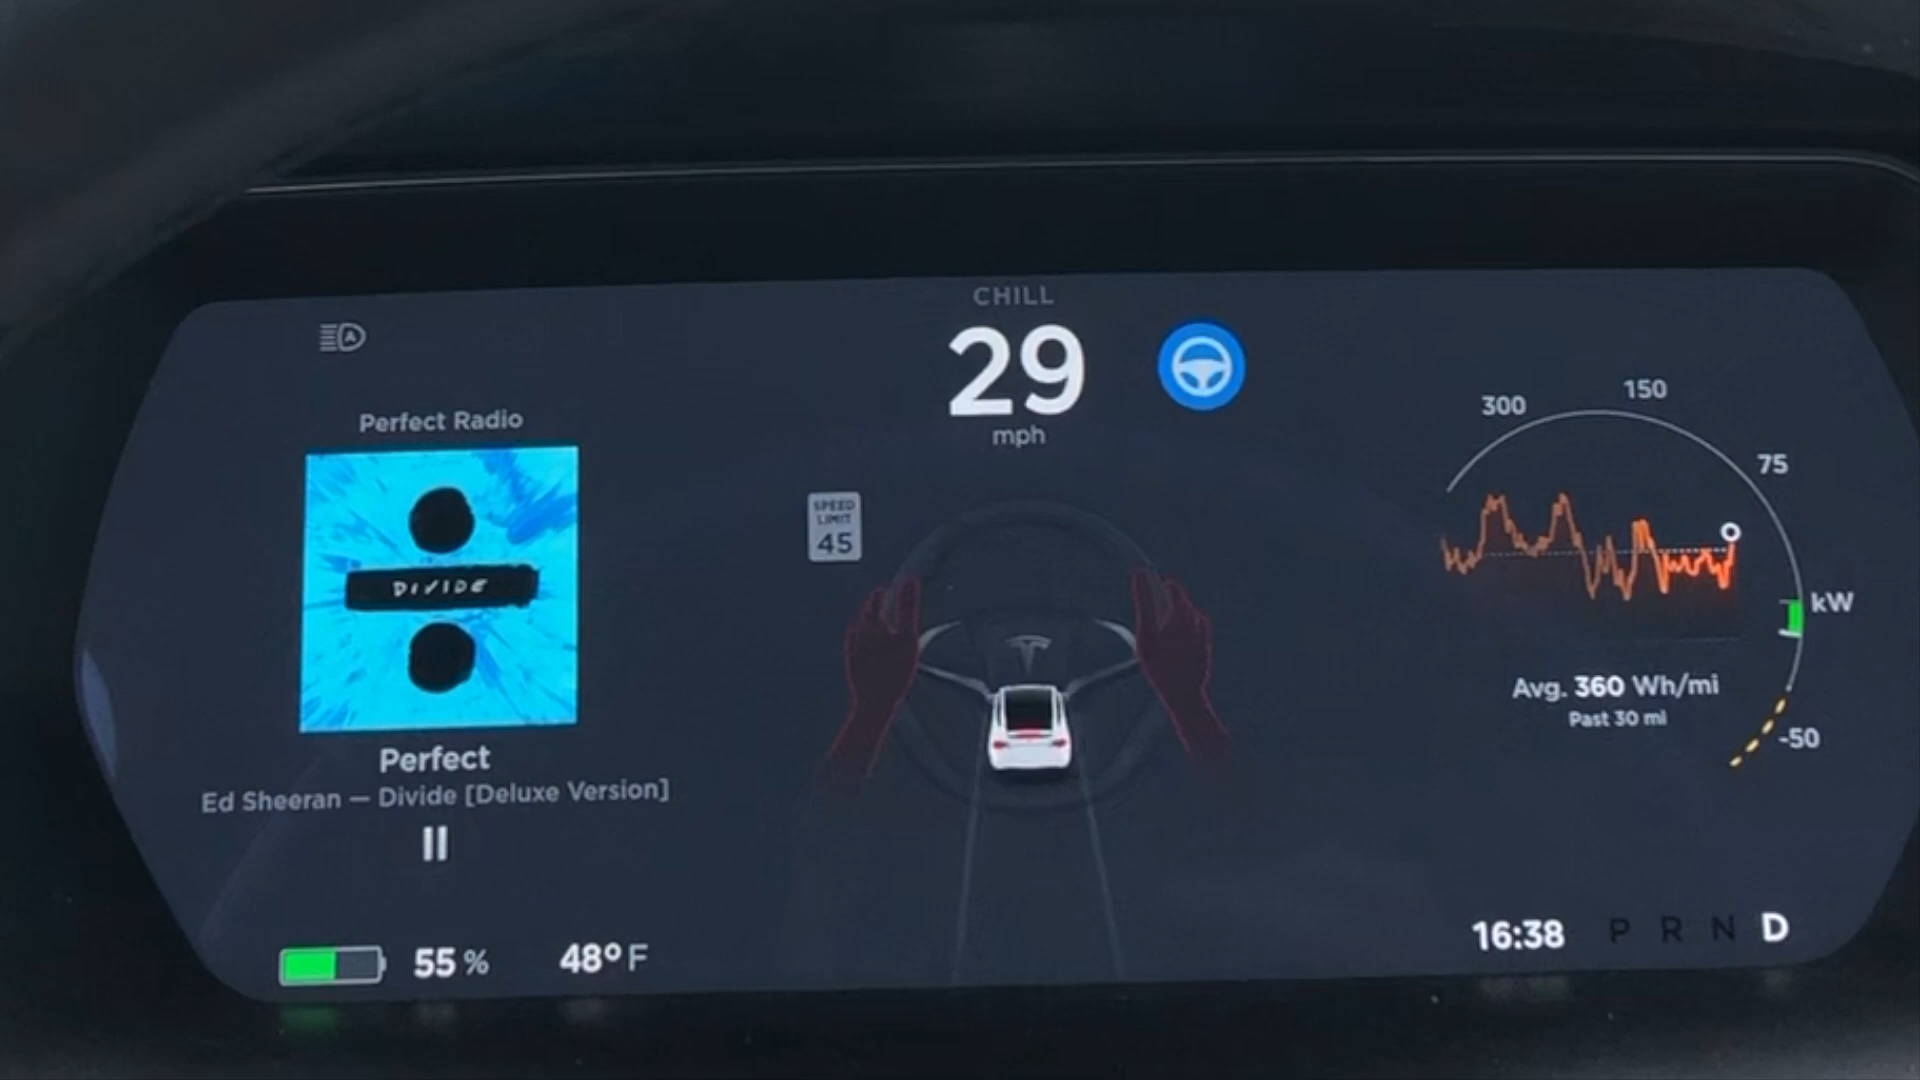 CHILL
29
mph
Perfect Radio
DIVIDE
Perfect
Ed Sheeran — Divide [Deluxe Version]
55 %
48° F
SPEED
LIMIT
45
300
150
75
kW
-50
Avg. 360 Wh/mi
Past 30 mi
16:38
P R N D